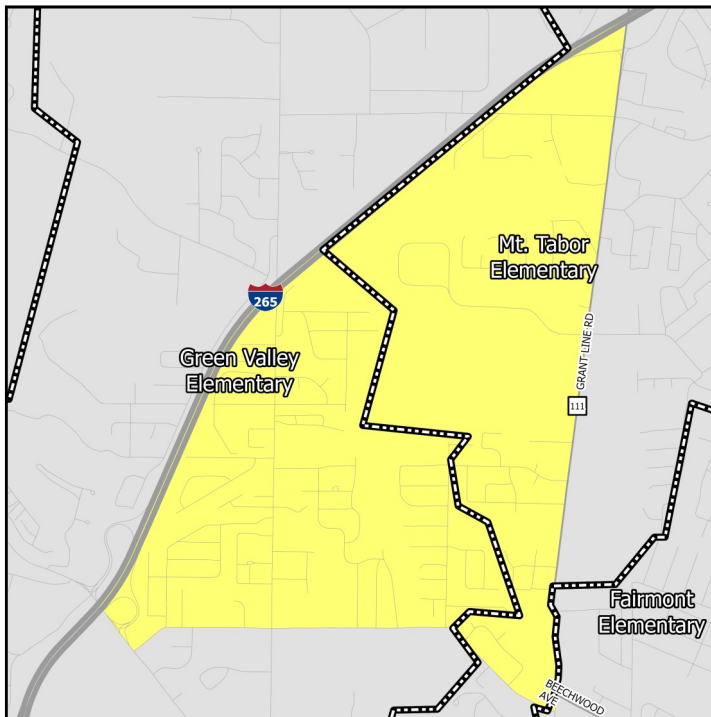 Mt. Tabor
Elementary
265
GRANT LINE RD
Green Valley
Elementary
111
Fairmont
Elementary
BEECHWOOD
AVE